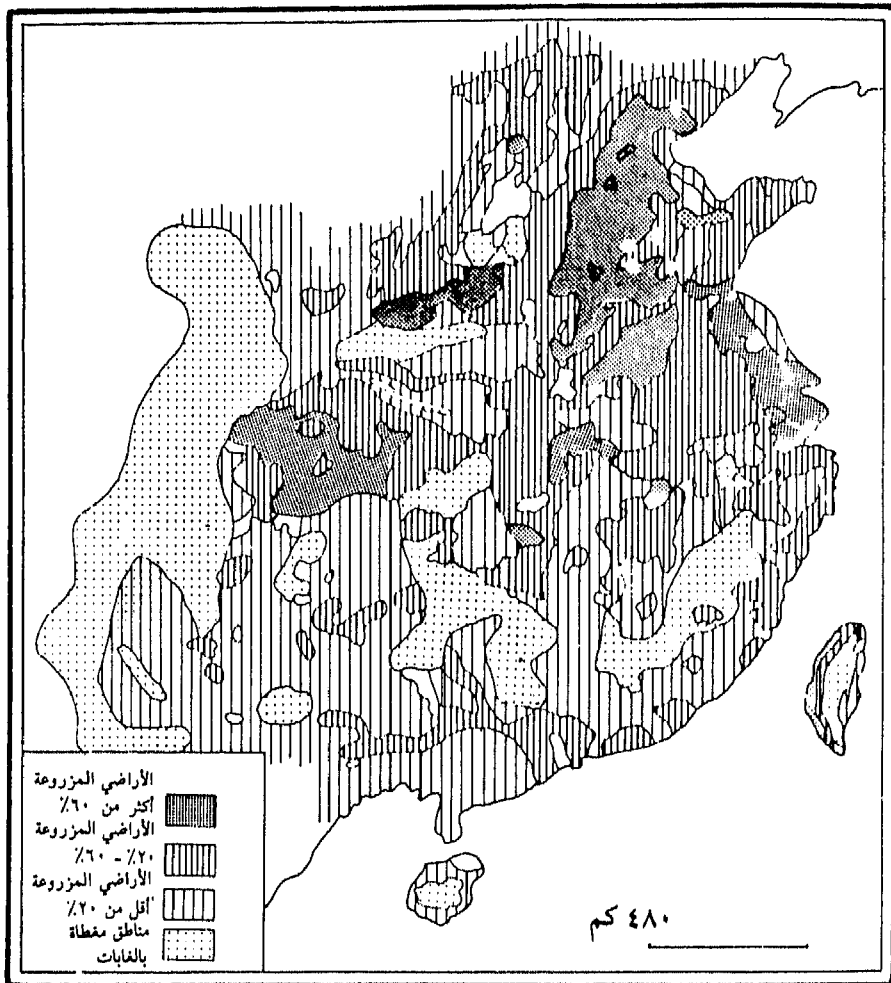 الأراضي المزروعة
أكثر من ٦٠٪
الأراضي المزروعة
٢٠٪ - ٦٠٪
الأراضي المزروعة
أقل من ٢٠٪
مناطق مغطاة
بالغابات
٤٨٠ كم